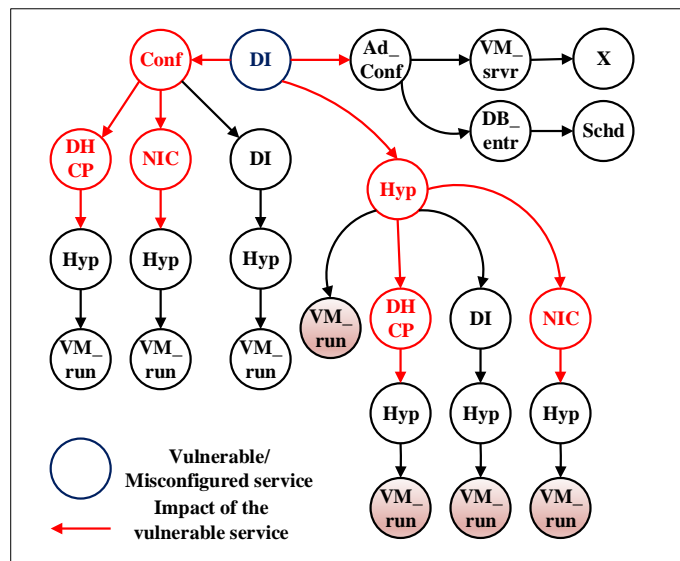 Conf
DI
Ad_
Conf
VM_
srvr
X
DB_
entr
Schd
DH
CP
NIC
DI
Hyp
Hyp
Hyp
Hyp
VM_
run
VM_
run
VM_
run
VM_
run
DH
CP
DI
NIC
Hyp
Hyp
Hyp
VM_
run
VM_
run
VM_
run
Vulnerable/
Misconfigured service
Impact of the
vulnerable service